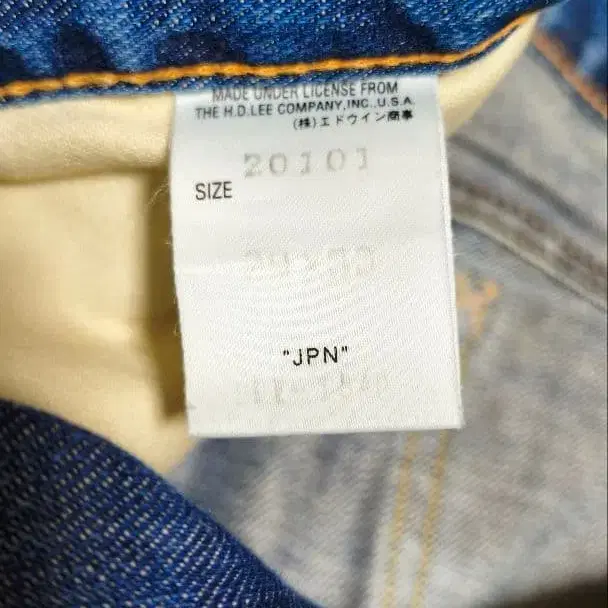 MADE UNDER LICENSE FROM
THE H.D.LEE COMPANY,INC.,U.S.A.
(株)エドウイン商事
20101
SIZE
"JPN"